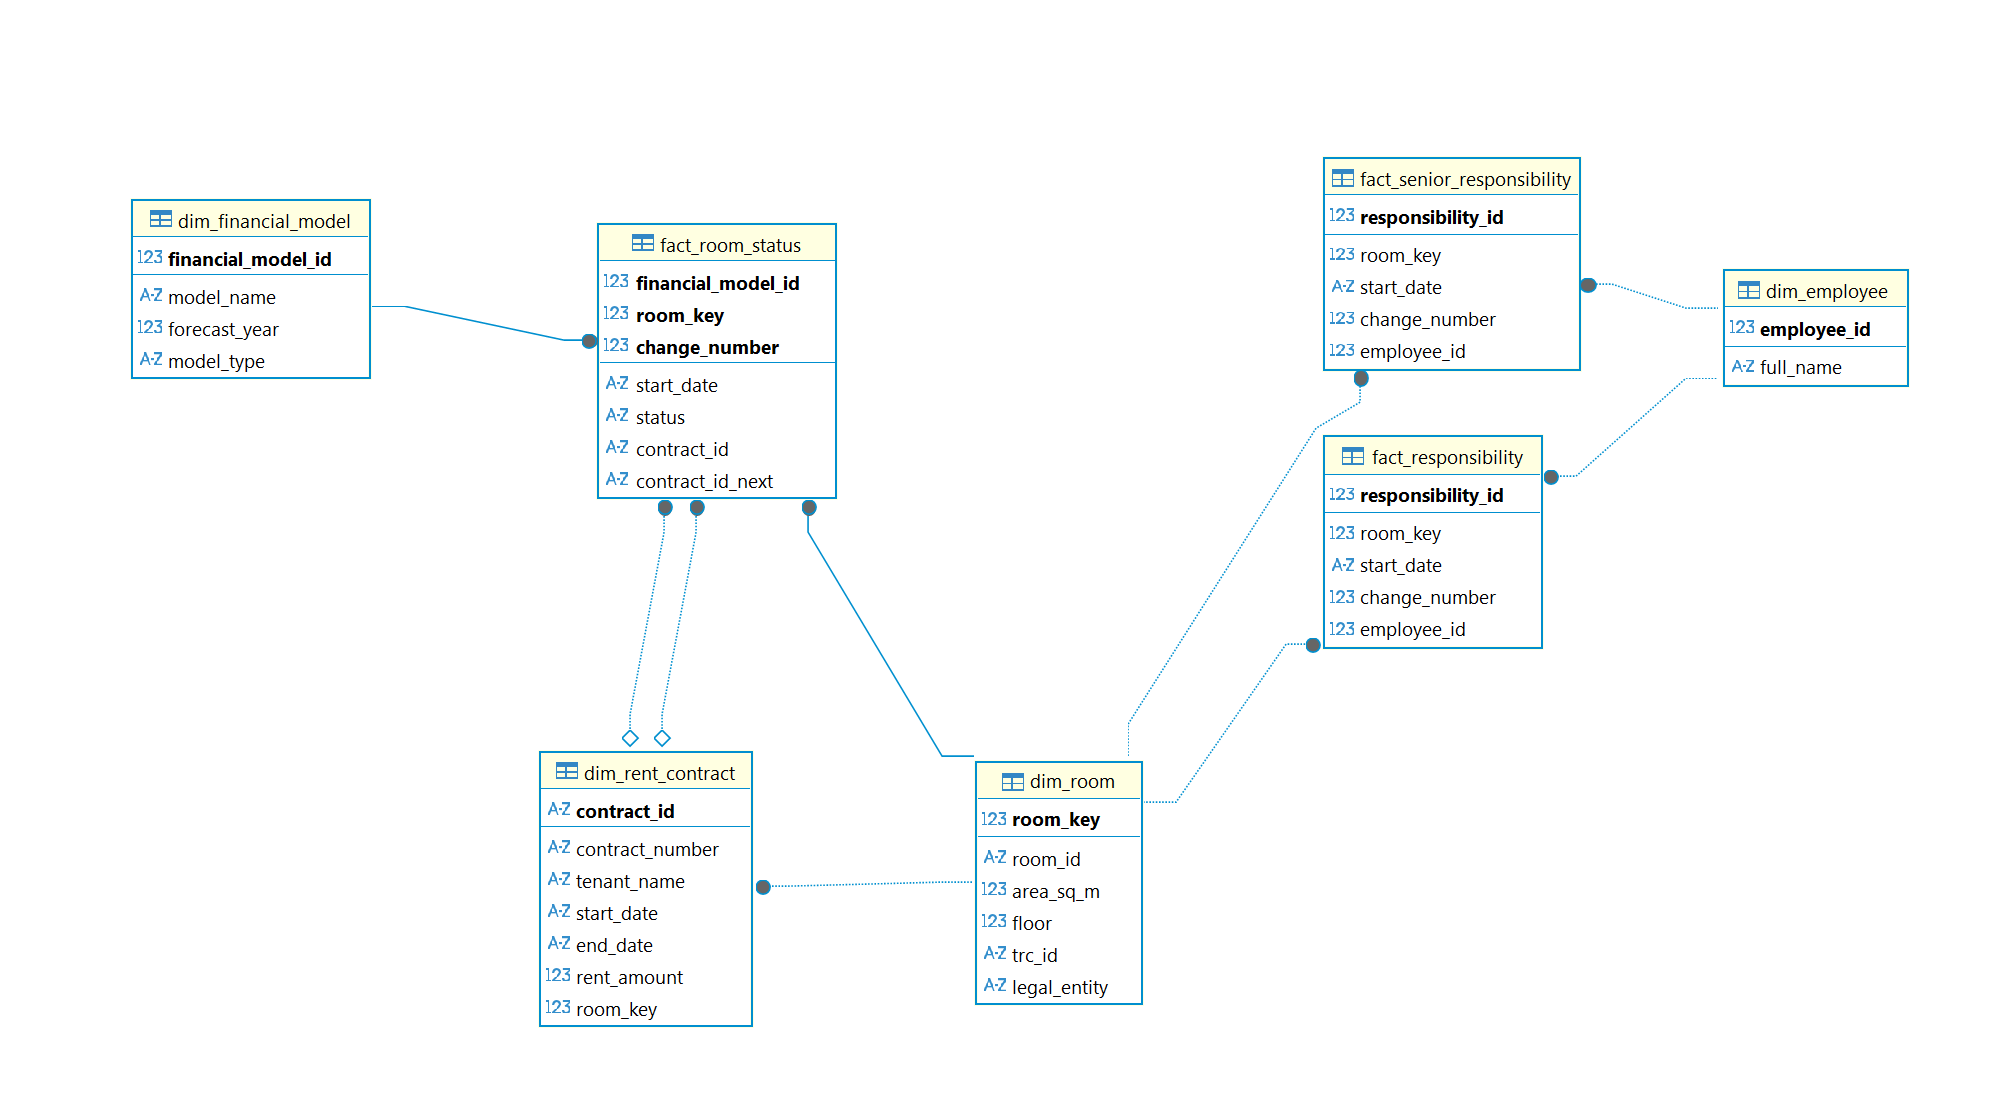 dim_financial_model
123 financial_model_id
A-Z model_name
123 forecast_year
A-Z model_type
fact_room_status
123 financial_model_id
123 room_key
123 change_number
A-Z start_date
A-Z status
A-Z contract_id
A-Z contract_id_next
fact_senior_responsibility
123 responsibility_id
123 room_key
A-Z start_date
123 change_number
123 employee_id
dim_employee
123 employee_id
A-Z full_name
fact_responsibility
123 responsibility_id
123 room_key
A-Z start_date
123 change_number
123 employee_id
dim_rent_contract
A-Z contract_id
A-Z contract_number
A-Z tenant_name
A-Z start_date
A-Z end_date
123 rent_amount
123 room_key
dim_room
123 room_key
A-Z room_id
123 area_sq_m
123 floor
A-Z trc_id
A-Z legal_entity